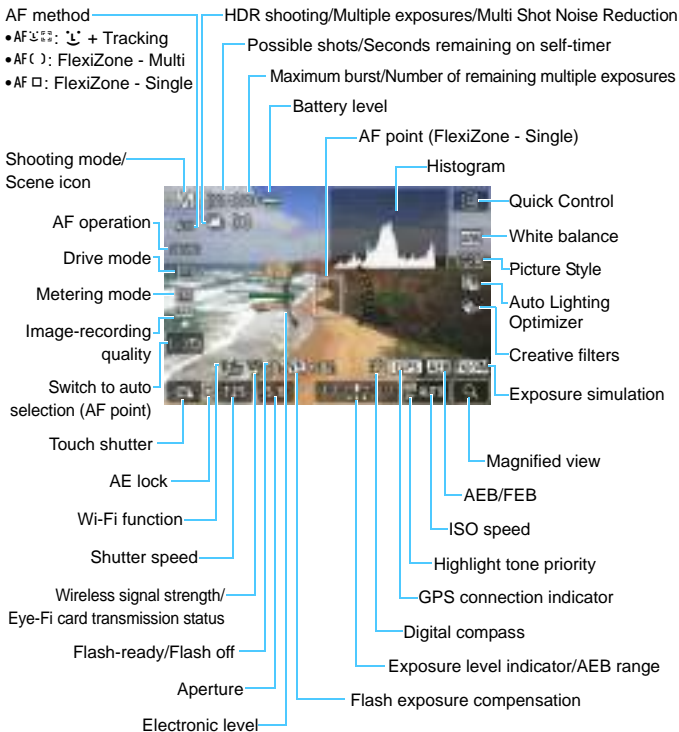 AF method
HDR shooting/Multiple exposures/Multi Shot Noise Reduction
•AF: + Tracking
•AF( ): FlexiZone - Multi
•AF□: FlexiZone - Single
Possible shots/Seconds remaining on self-timer
Maximum burst/Number of remaining multiple exposures
Battery level
AF point (FlexiZone - Single)
Histogram
Shooting mode/
Scene icon
AF operation
Drive mode
Metering mode
Image-recording
quality
Switch to auto
selection (AF point)
Touch shutter
AE lock
Wi-Fi function
Shutter speed
Wireless signal strength/
Eye-Fi card transmission status
Flash-ready/Flash off
Aperture
Electronic level
Quick Control
White balance
Picture Style
Auto Lighting
Optimizer
Creative filters
Exposure simulation
Magnified view
AEB/FEB
ISO speed
Highlight tone priority
GPS connection indicator
Digital compass
Exposure level indicator/AEB range
Flash exposure compensation